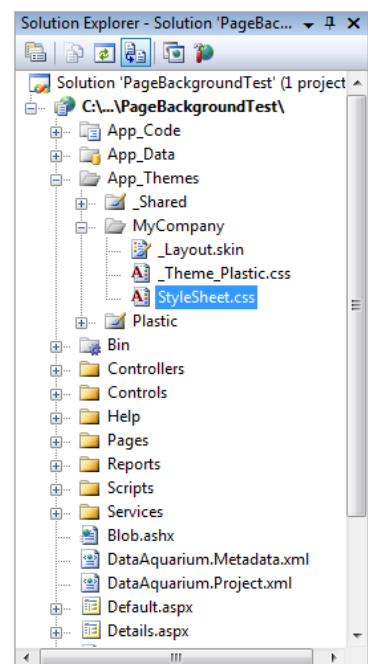 Solution Explorer - Solution 'PageBac...
Solution 'PageBackgroundTest' (1 project
C:\...\PageBackgroundTest\
App_Code
App_Data
App_Themes
_Shared
MyCompany
_Layout.skin
_Theme_Plastic.css
StyleSheet.css
Plastic
Bin
Controllers
Controls
Help
Pages
Reports
Scripts
Services
Blob.ashx
DataAquarium.Metadata.xml
DataAquarium.Project.xml
Default.aspx
Details.aspx